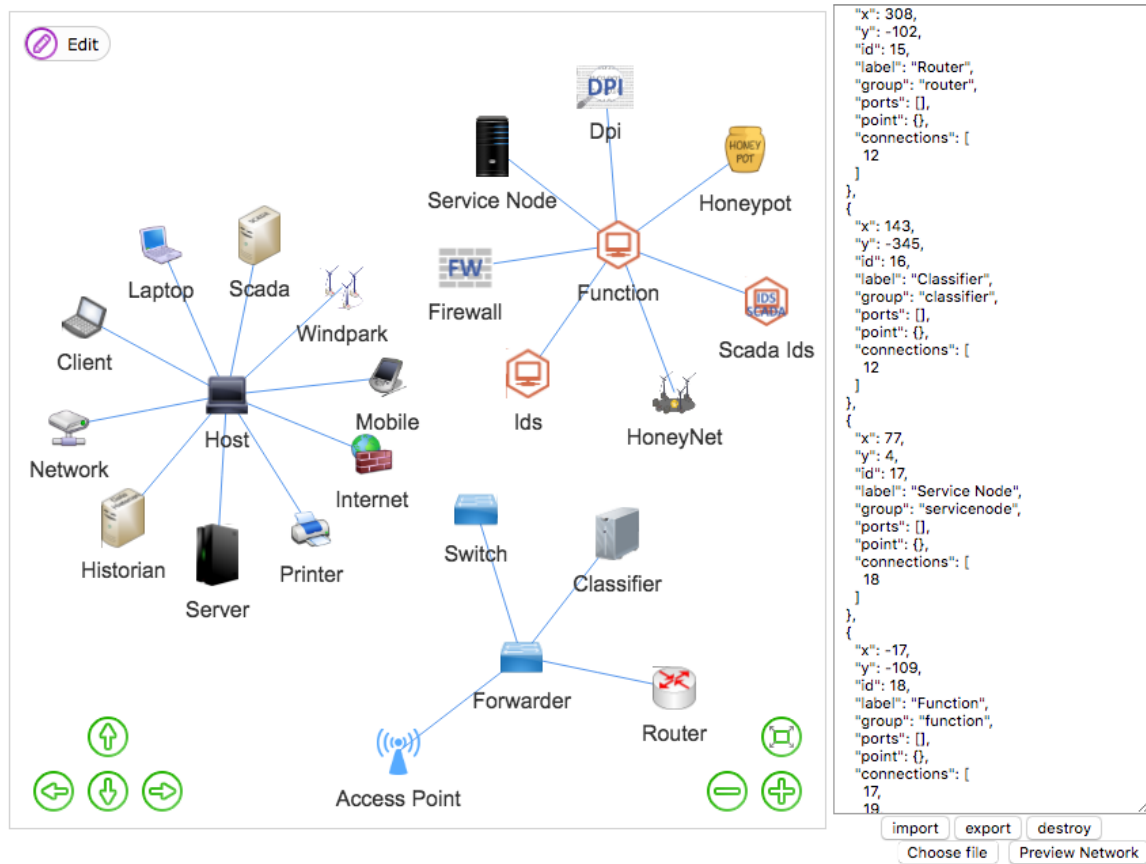 Edit
DPI
Dpi
HONEY
POT
Honeypot
Service Node
SCADA
Scada
Laptop
Windpark
FW
Firewall
Function
IDS
SCADA
Scada Ids
Client
Mobile
Ids
HoneyNet
Host
Network
Internet
Historian
Switch
Printer
Classifier
Server
Forwarder
Router
Access Point
"x": 308,
"y": -102,
"id": 15,
"label": "Router",
"group": "router",
"ports": [],
"point": {},
"connections": [
12
]
},
{
"x": 143,
"y": -345,
"id": 16,
"label": "Classifier",
"group": "classifier",
"ports": [],
"point": {},
"connections": [
12
]
},
{
"x": 77,
"y": 4,
"id": 17,
"label": "Service Node",
"group": "servicenode",
"ports": [],
"point": {},
"connections": [
18
]
},
{
"x": -17,
"y": -109,
"id": 18,
"label": "Function",
"group": "function",
"ports": [],
"point": {},
"connections": [
17,
19
import export destroy
Choose file Preview Network